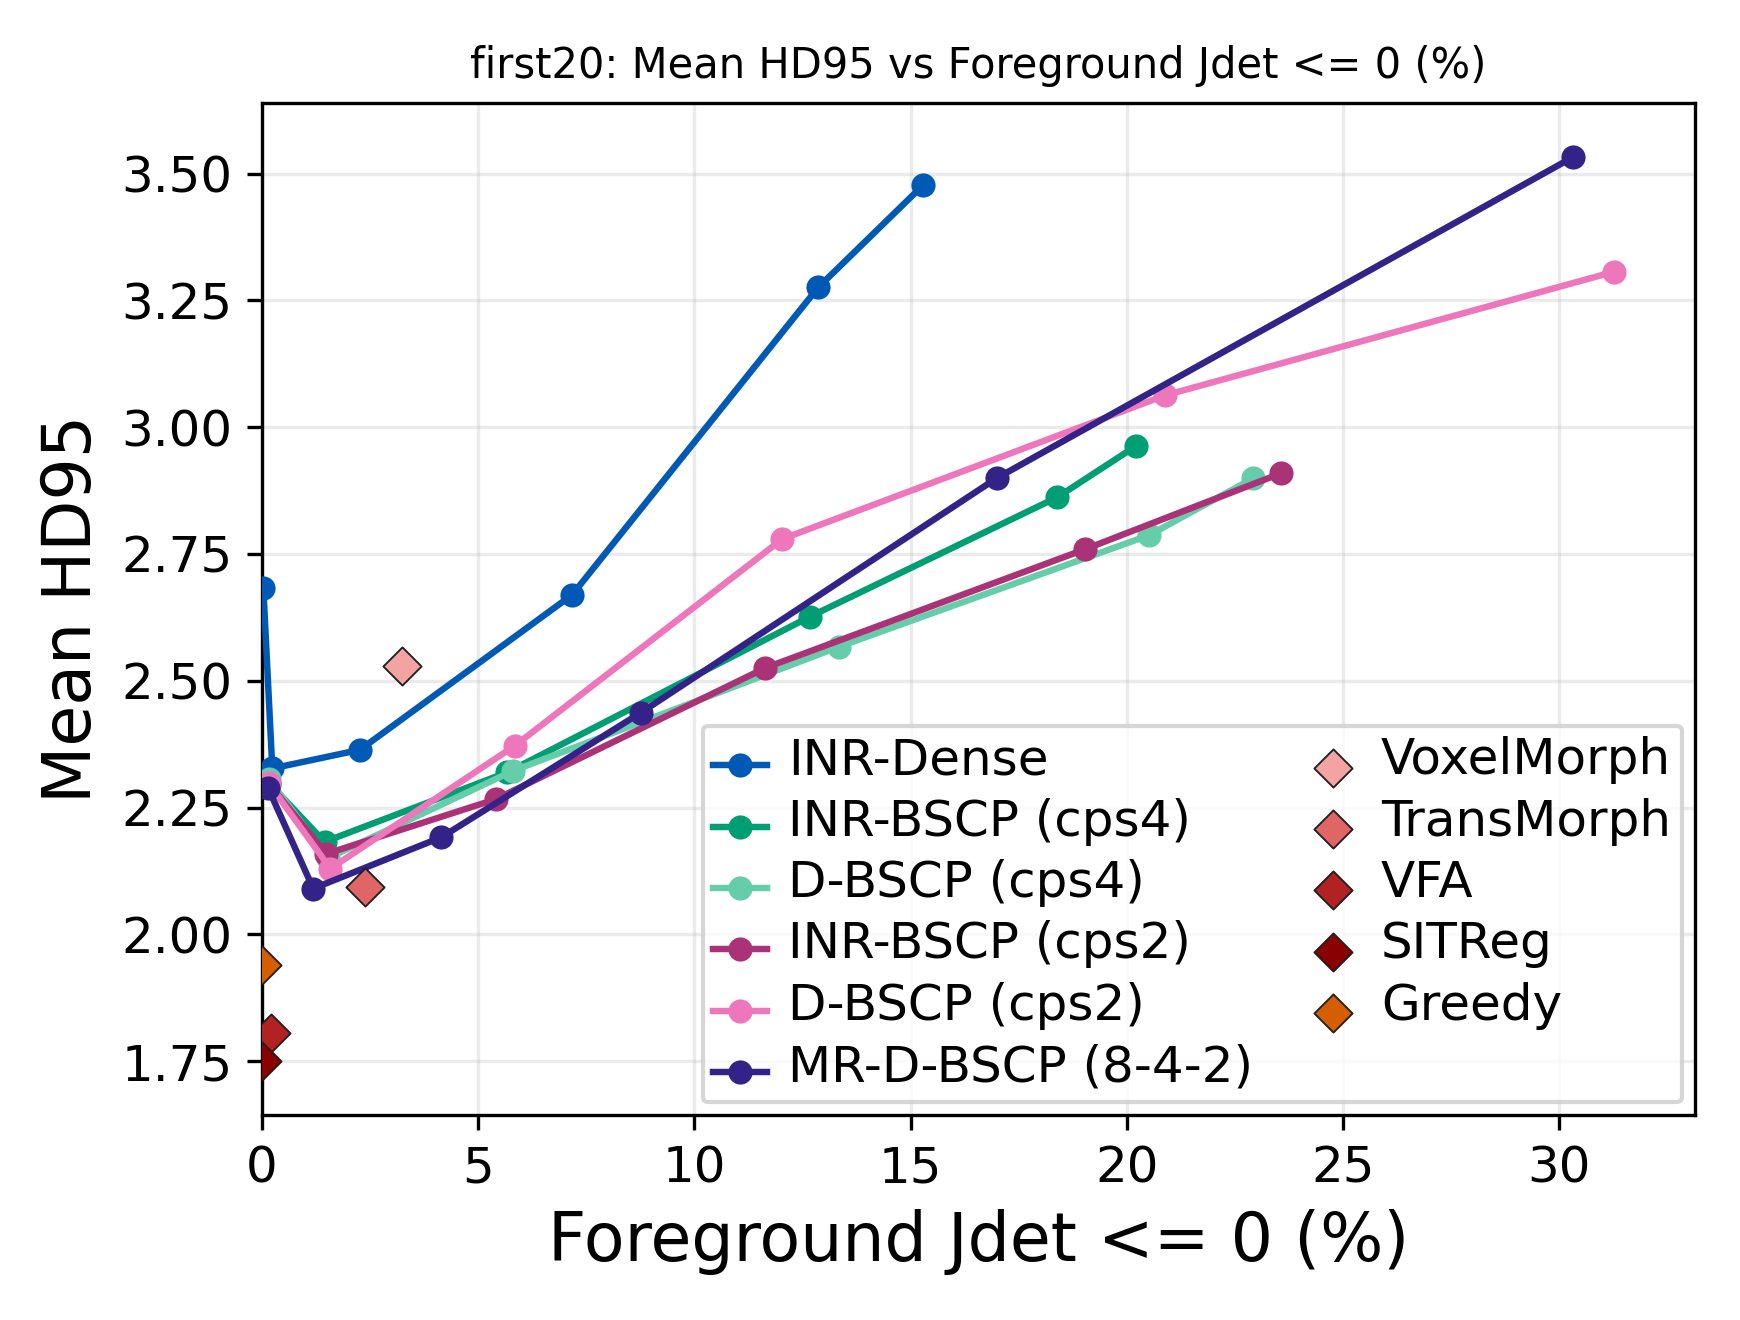 first20: Mean HD95 vs Foreground Jdet <= 0 (%)
Mean HD95
3.50
3.25
3.00
2.75
2.50
2.25
2.00
1.75
INR-Dense
INR-BSCP (cps4)
D-BSCP (cps4)
INR-BSCP (cps2)
D-BSCP (cps2)
MR-D-BSCP (8-4-2)
VoxelMorph
TransMorph
VFA
SITReg
Greedy
0 5 10 15 20 25 30
Foreground Jdet <= 0 (%)